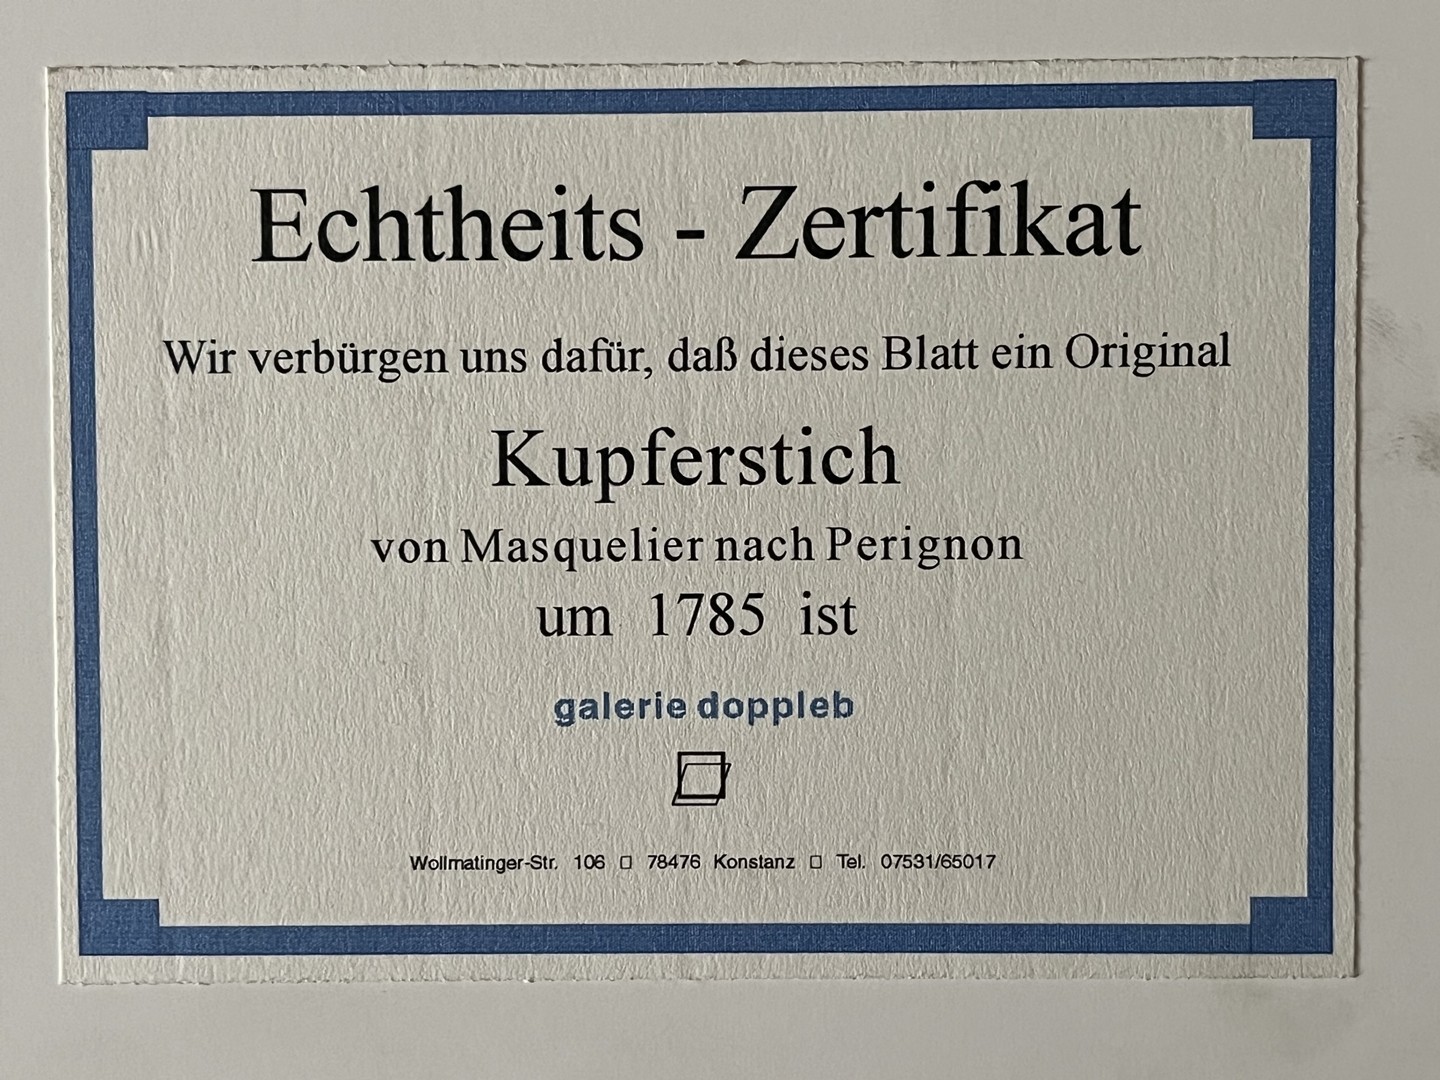 Echtheits - Zertifikat
Wir verbürgen uns dafür, daß dieses Blatt ein Original
Kupferstich
von Masquelier nach Perignon
um 1785 ist
galerie doppleb
Wollmatinger-Str. 106 □ 78476 Konstanz □ Tel. 07531/65017